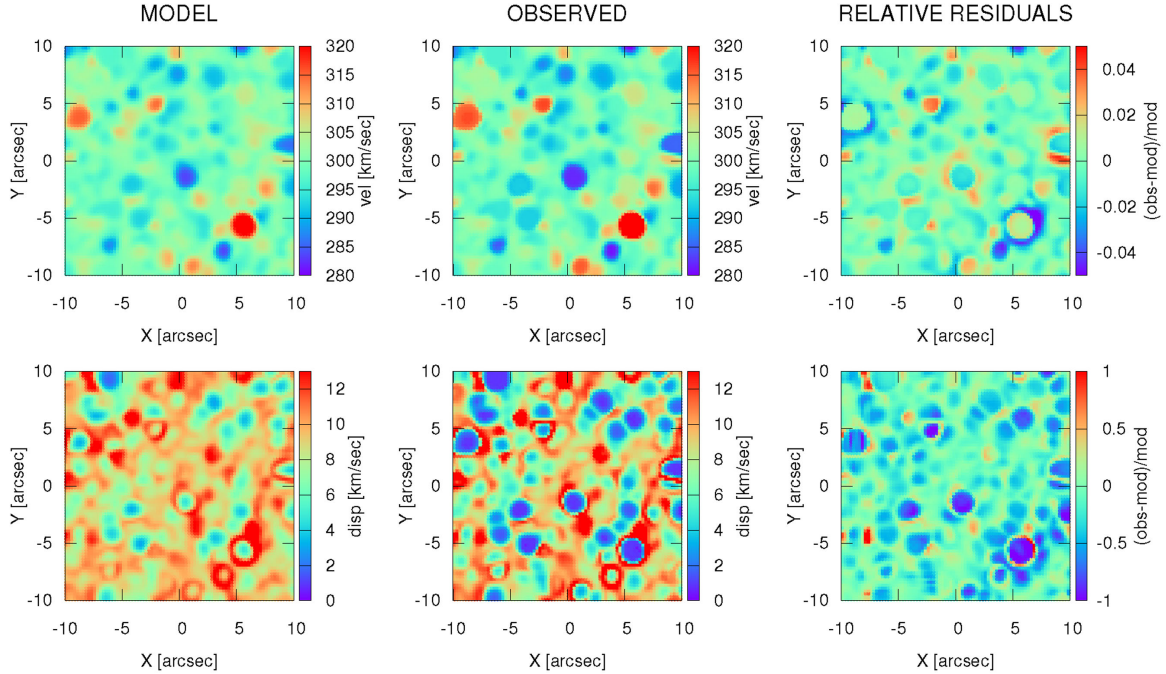 MODEL OBSERVED RELATIVE RESIDUALS
10 5 0 -5 -10
Y [arcsec]
-10 -5 0 5 10
X [arcsec]
320 315 310 305 300 295 290 285 280
vel [km/sec]
10 5 0 -5 -10
Y [arcsec]
-10 -5 0 5 10
X [arcsec]
320 315 310 305 300 295 290 285 280
vel [km/sec]
10 5 0 -5 -10
Y [arcsec]
-10 -5 0 5 10
X [arcsec]
0.04 0.02 0 -0.02 -0.04
(obs-mod)/mod
10 5 0 -5 -10
Y [arcsec]
-10 -5 0 5 10
X [arcsec]
12 10 8 6 4 2 0
disp [km/sec]
10 5 0 -5 -10
Y [arcsec]
-10 -5 0 5 10
X [arcsec]
12 10 8 6 4 2 0
disp [km/sec]
10 5 0 -5 -10
Y [arcsec]
-10 -5 0 5 10
X [arcsec]
1 0.5 0 -0.5 -1
(obs-mod)/mod